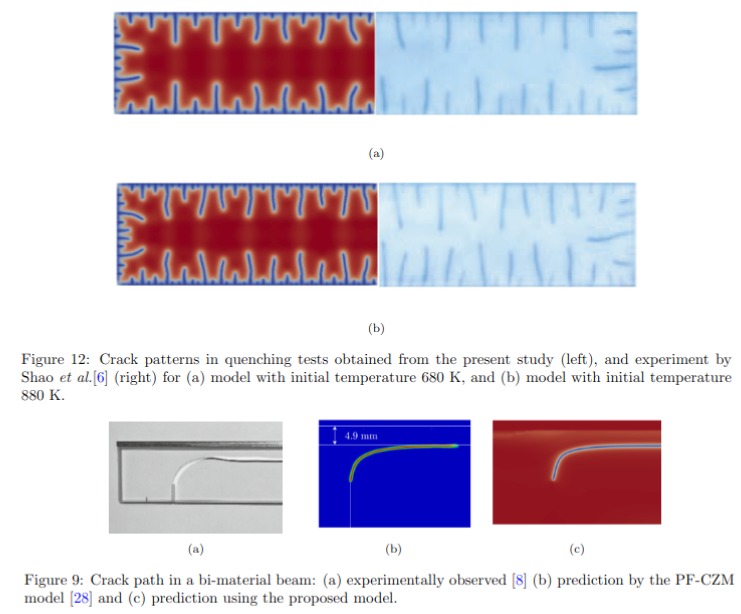 (a)
(b)
Figure 12: Crack patterns in quenching tests obtained from the present study (left), and experiment by
Shao et al.[6] (right) for (a) model with initial temperature 680 K, and (b) model with initial temperature
880 K.
4.9 mm
(a)
(b)
(c)
Figure 9: Crack path in a bi-material beam: (a) experimentally observed [8] (b) prediction by the PF-CZM
model [28] and (c) prediction using the proposed model.